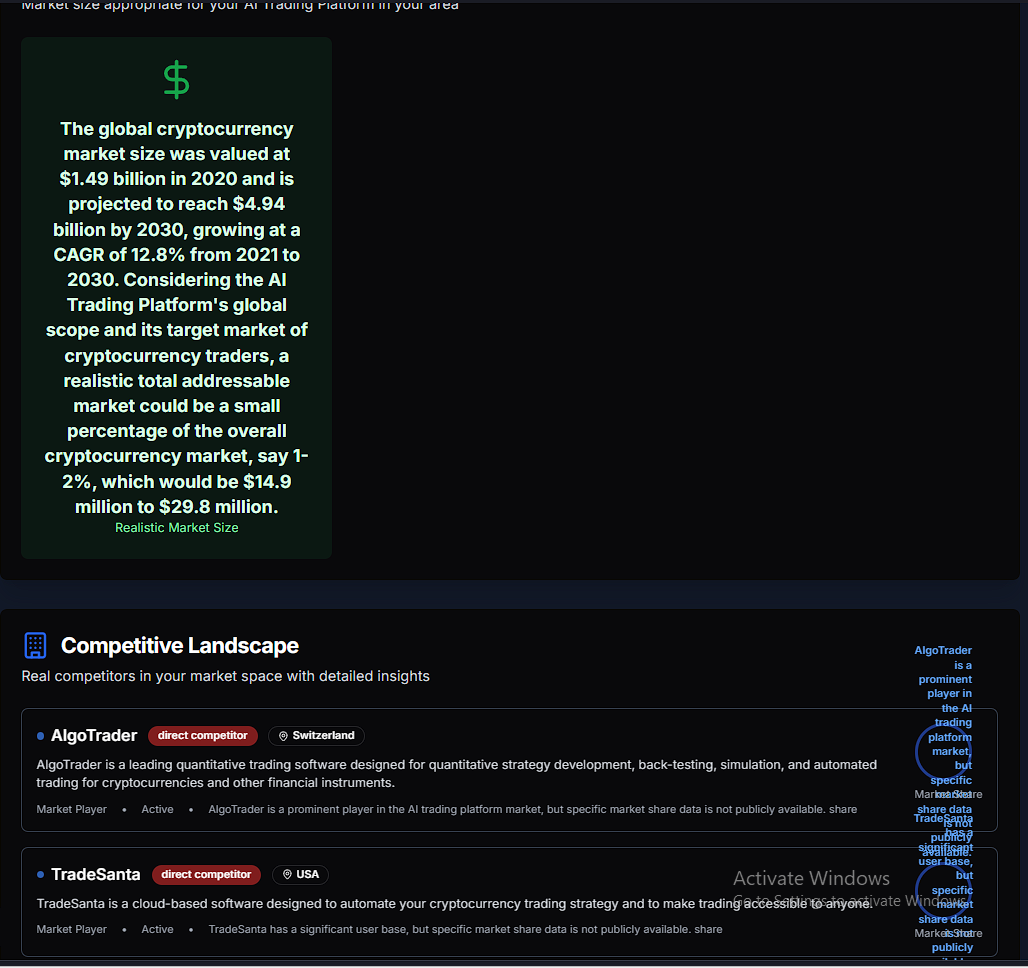 Market size appropriate for your AI Trading Platform in your area
The global cryptocurrency
market size was valued at
$1.49 billion in 2020 and is
projected to reach $4.94
billion by 2030, growing at a
CAGR of 12.8% from 2021 to
2030. Considering the AI
Trading Platform's global
scope and its target market of
cryptocurrency traders, a
realistic total addressable
market could be a small
percentage of the overall
cryptocurrency market, say 1-
2%, which would be $14.9
million to $29.8 million.
Realistic Market Size
Competitive Landscape
Real competitors in your market space with detailed insights
AlgoTrader direct competitor Switzerland
AlgoTrader is a leading quantitative trading software designed for quantitative strategy development, back-testing, simulation, and automated
trading for cryptocurrencies and other financial instruments.
Market Player • Active • AlgoTrader is a prominent player in the AI trading platform market, but specific market share data is not publicly available. share
AlgoTrader
is a
prominent
player in
the AI
trading
platform
market,
but
specific
market
share data
is not
publicly
available.
Market Share
TradeSanta direct competitor USA
TradeSanta is a cloud-based software designed to automate your cryptocurrency trading strategy and to make trading accessible to anyone.
Market Player • Active • TradeSanta has a significant user base, but specific market share data is not publicly available. share
TradeSanta
has a
significant
user base,
but
specific
market
share data
is not
publicly
Market Share
Activate Windows
Go to Settings to activate Windows.